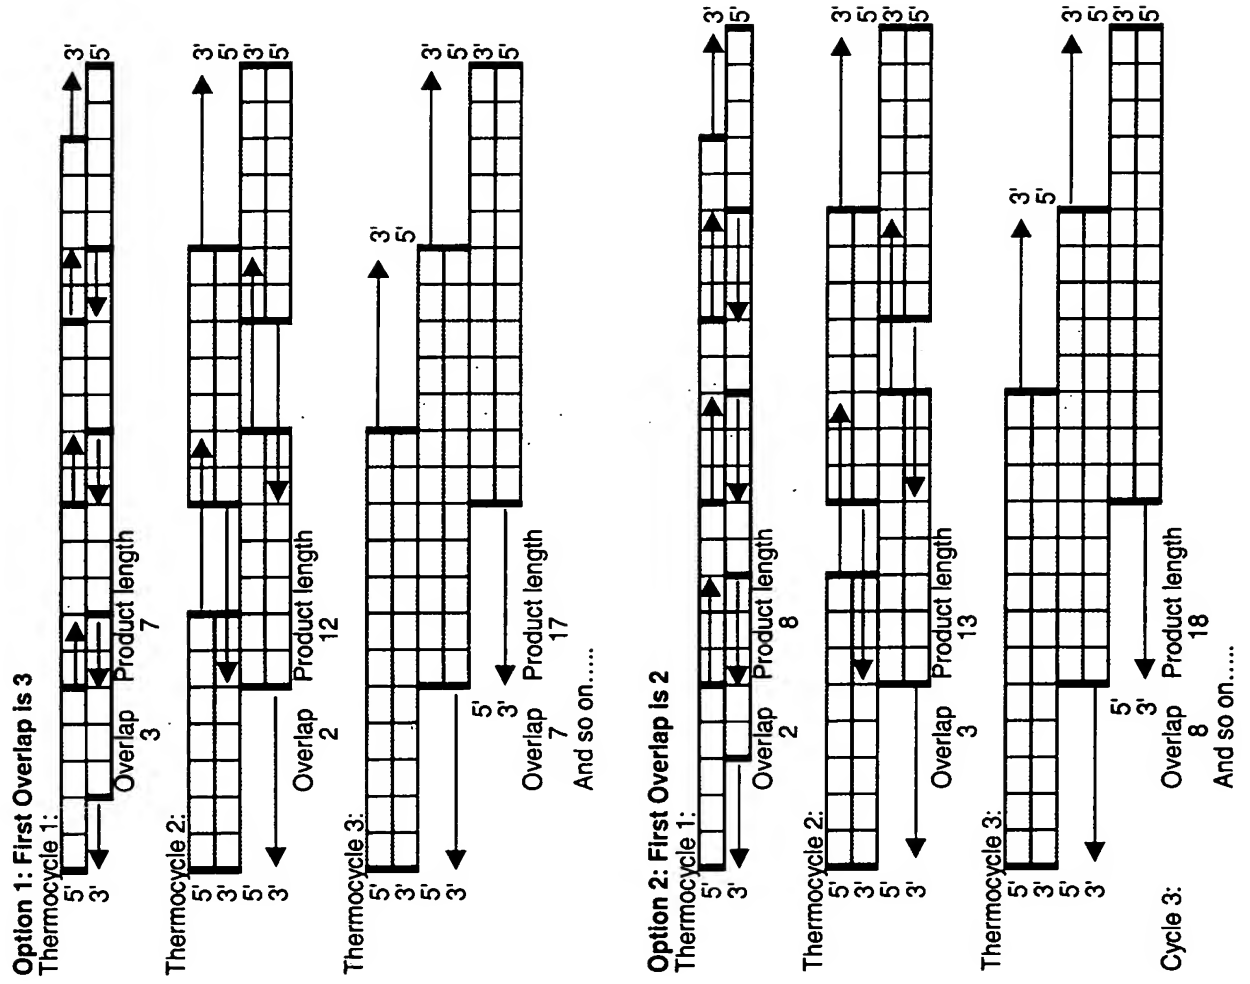 Option 1: First Overlap is 3
Thermocycle 1:
5' 3'
3' 5'
Overlap Product length
3 7
Thermocycle 2:
5' 3'
3' 5'
5' 3'
3' 5'
Overlap Product length
2 12
Thermocycle 3:
5' 3'
3' 5'
5' 3'
3' 5'
5' 3'
3' 5'
Overlap Product length
7 17
And so on.....
Option 2: First Overlap is 2
Thermocycle 1:
5' 3'
3' 5'
Overlap Product length
2 8
Thermocycle 2:
5' 3'
3' 5'
5' 3'
3' 5'
Overlap Product length
3 13
Thermocycle 3:
5' 3'
3' 5'
5' 3'
3' 5'
5' 3'
3' 5'
Cycle 3: Overlap Product length
8 18
And so on.....